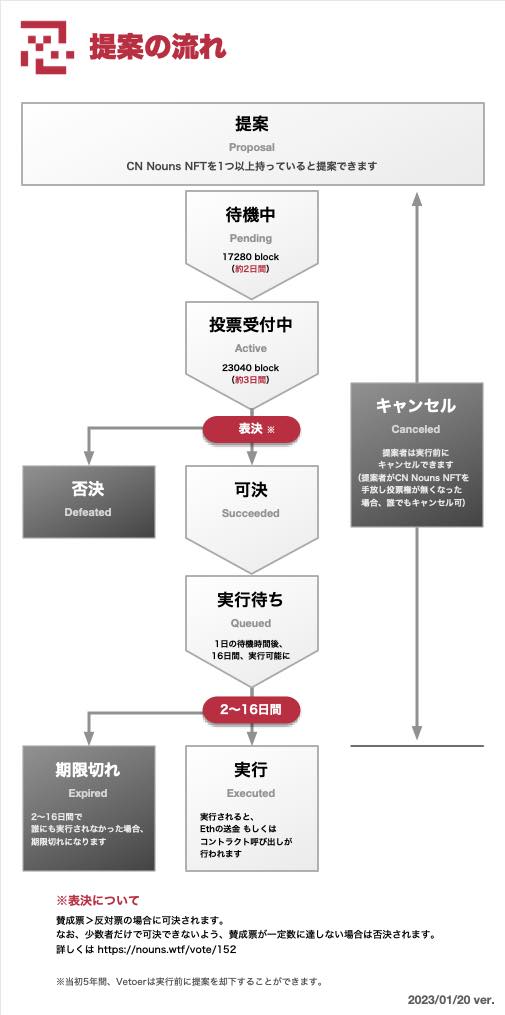 提案の流れ
提案
Proposal
CN Nouns NFTを1つ以上持っていると提案できます
待機中
Pending
17280 block
（約2日間）
投票受付中
Active
23040 block
（約3日間）
表決 ※
キャンセル
Canceled
提案者は実行前に
キャンセルできます
（提案者がCN Nouns NFTを
手放し投票権が無くなった
場合、誰でもキャンセル可）
否決
Defeated
可決
Succeeded
実行待ち
Queued
1日の待機時間後、
16日間、実行可能に
2〜16日間
期限切れ
Expired
2〜16日間で
誰にも実行されなかった場合、
期限切れになります
実行
Executed
実行されると、
Ethの送金 もしくは
コントラクト呼び出しが
行われます
※表決について
賛成票＞反対票の場合に可決されます。
なお、少数者だけで可決できないよう、賛成票が一定数に達しない場合は否決されます。
詳しくは https://nouns.wtf/vote/152
※当初5年間、Vetoerは実行前に提案を却下することができます。
2023/01/20 ver.